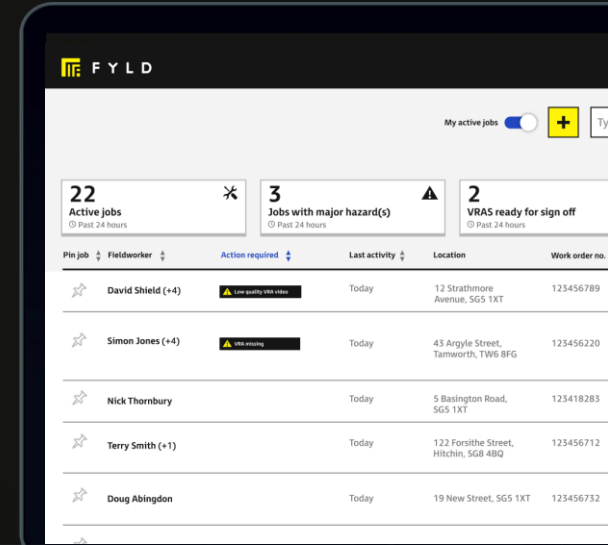 FYLD
My active jobs
+
Ty
22
Active jobs
Past 24 hours
3
Jobs with major hazard(s)
Past 24 hours
2
VRAS ready for sign off
Past 24 hours
Pin job Fieldworker Action required Last activity Location Work order no.
David Shield (+4) Low quality VRA video Today 12 Strathmore 123456789
Avenue, SG5 1XT
Simon Jones (+4) VRA missing Today 43 Argyle Street, 123456220
Tamworth, TW6 8FG
Nick Thornbury Today 5 Basington Road, 123418283
SG5 1XT
Terry Smith (+1) Today 122 Forsithe Street, 123456712
Hitchin, SG8 4BQ
Doug Abingdon Today 19 New Street, SG5 1XT 123456732